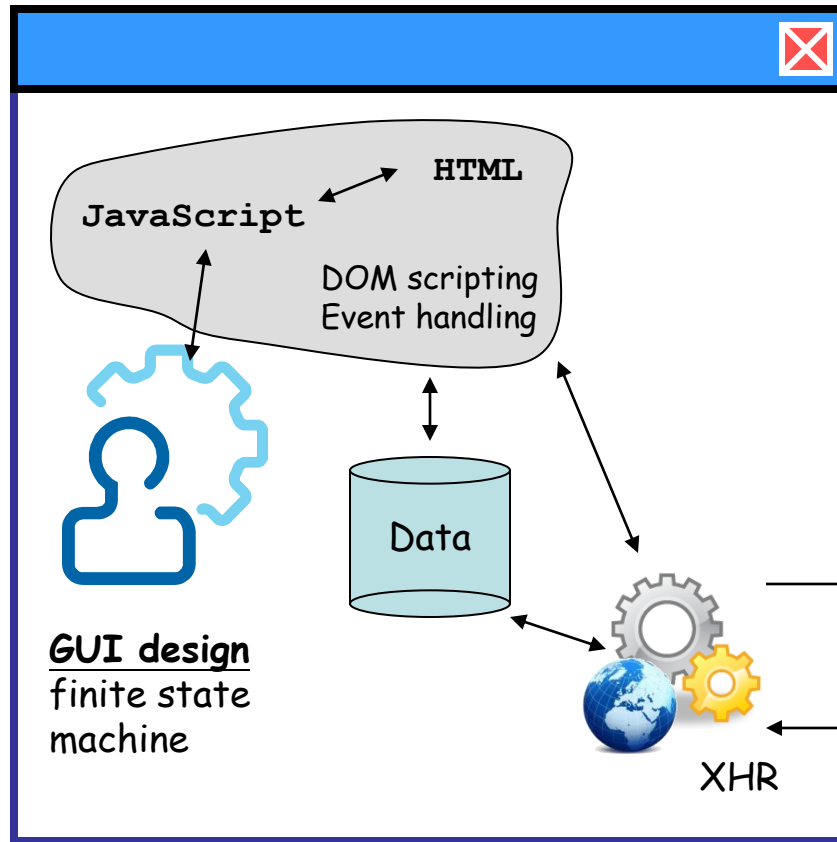 HTML
JavaScript
DOM scripting
Event handling
Data
GUI design
finite state
machine
XHR